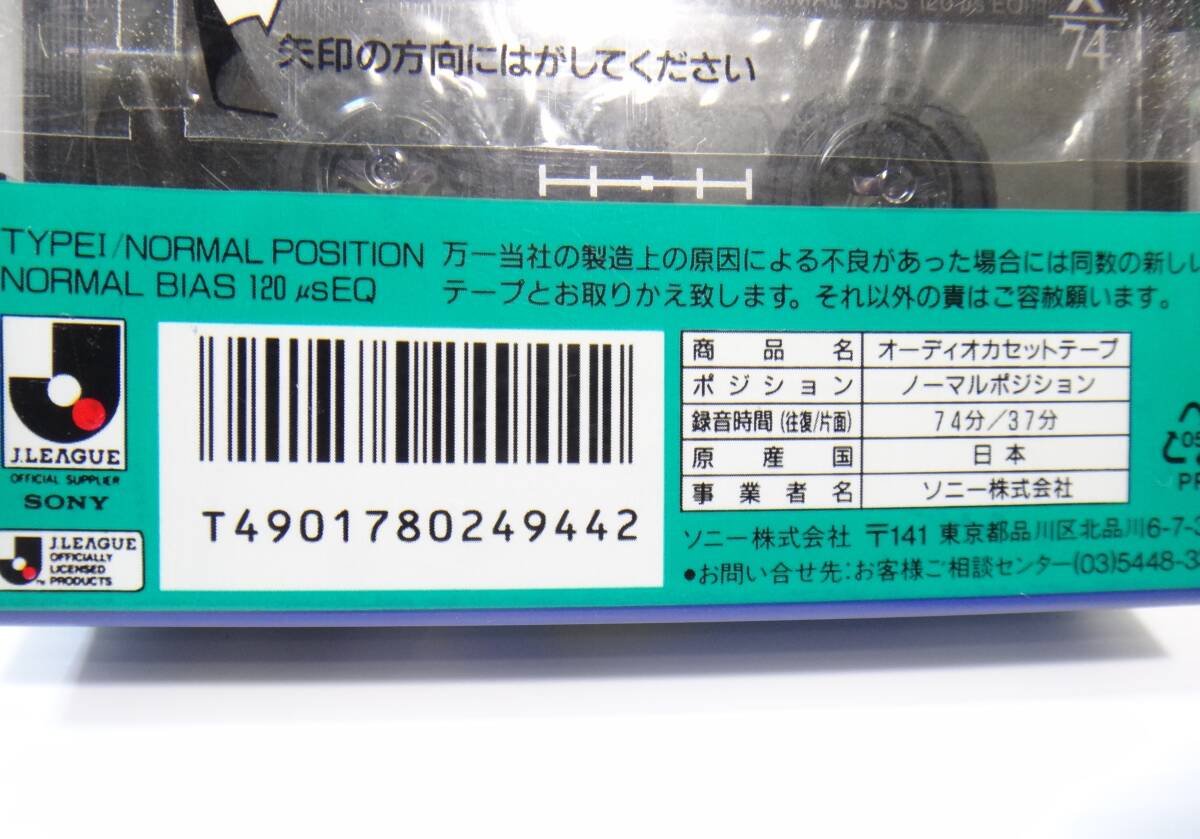 NORMAL BIAS 120 μs EQ
X
74
矢印の方向にはがしてください
TYPEI/NORMAL POSITION
NORMAL BIAS 120 μsEQ
万一当社の製造上の原因による不良があった場合には同数の新しい
テープとお取りかえ致します。それ以外の責はご容赦願います。
J.LEAGUE
OFFICIAL SUPPLIER
SONY
J.LEAGUE
OFFICIALLY
LICENSED
PRODUCTS
TM
T4901780249442
商品名 オーディオカセットテープ
ポジション ノーマルポジション
録音時間(往復/片面) 74分/37分
原産国 日本
事業者名 ソニー株式会社
ソニー株式会社 〒141 東京都品川区北品川6-7-
•お問い合せ先:お客様ご相談センター(03)5448-3